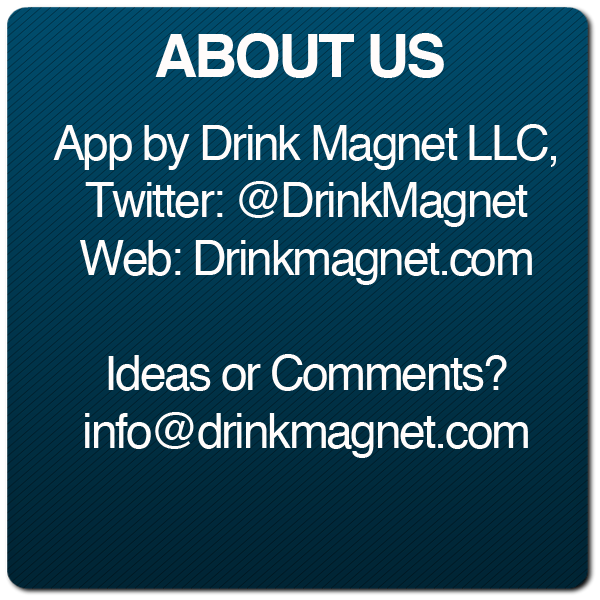 ABOUT US
App by Drink Magnet LLC,
Twitter: @DrinkMagnet
Web: Drinkmagnet.com
Ideas or Comments?
info@drinkmagnet.com